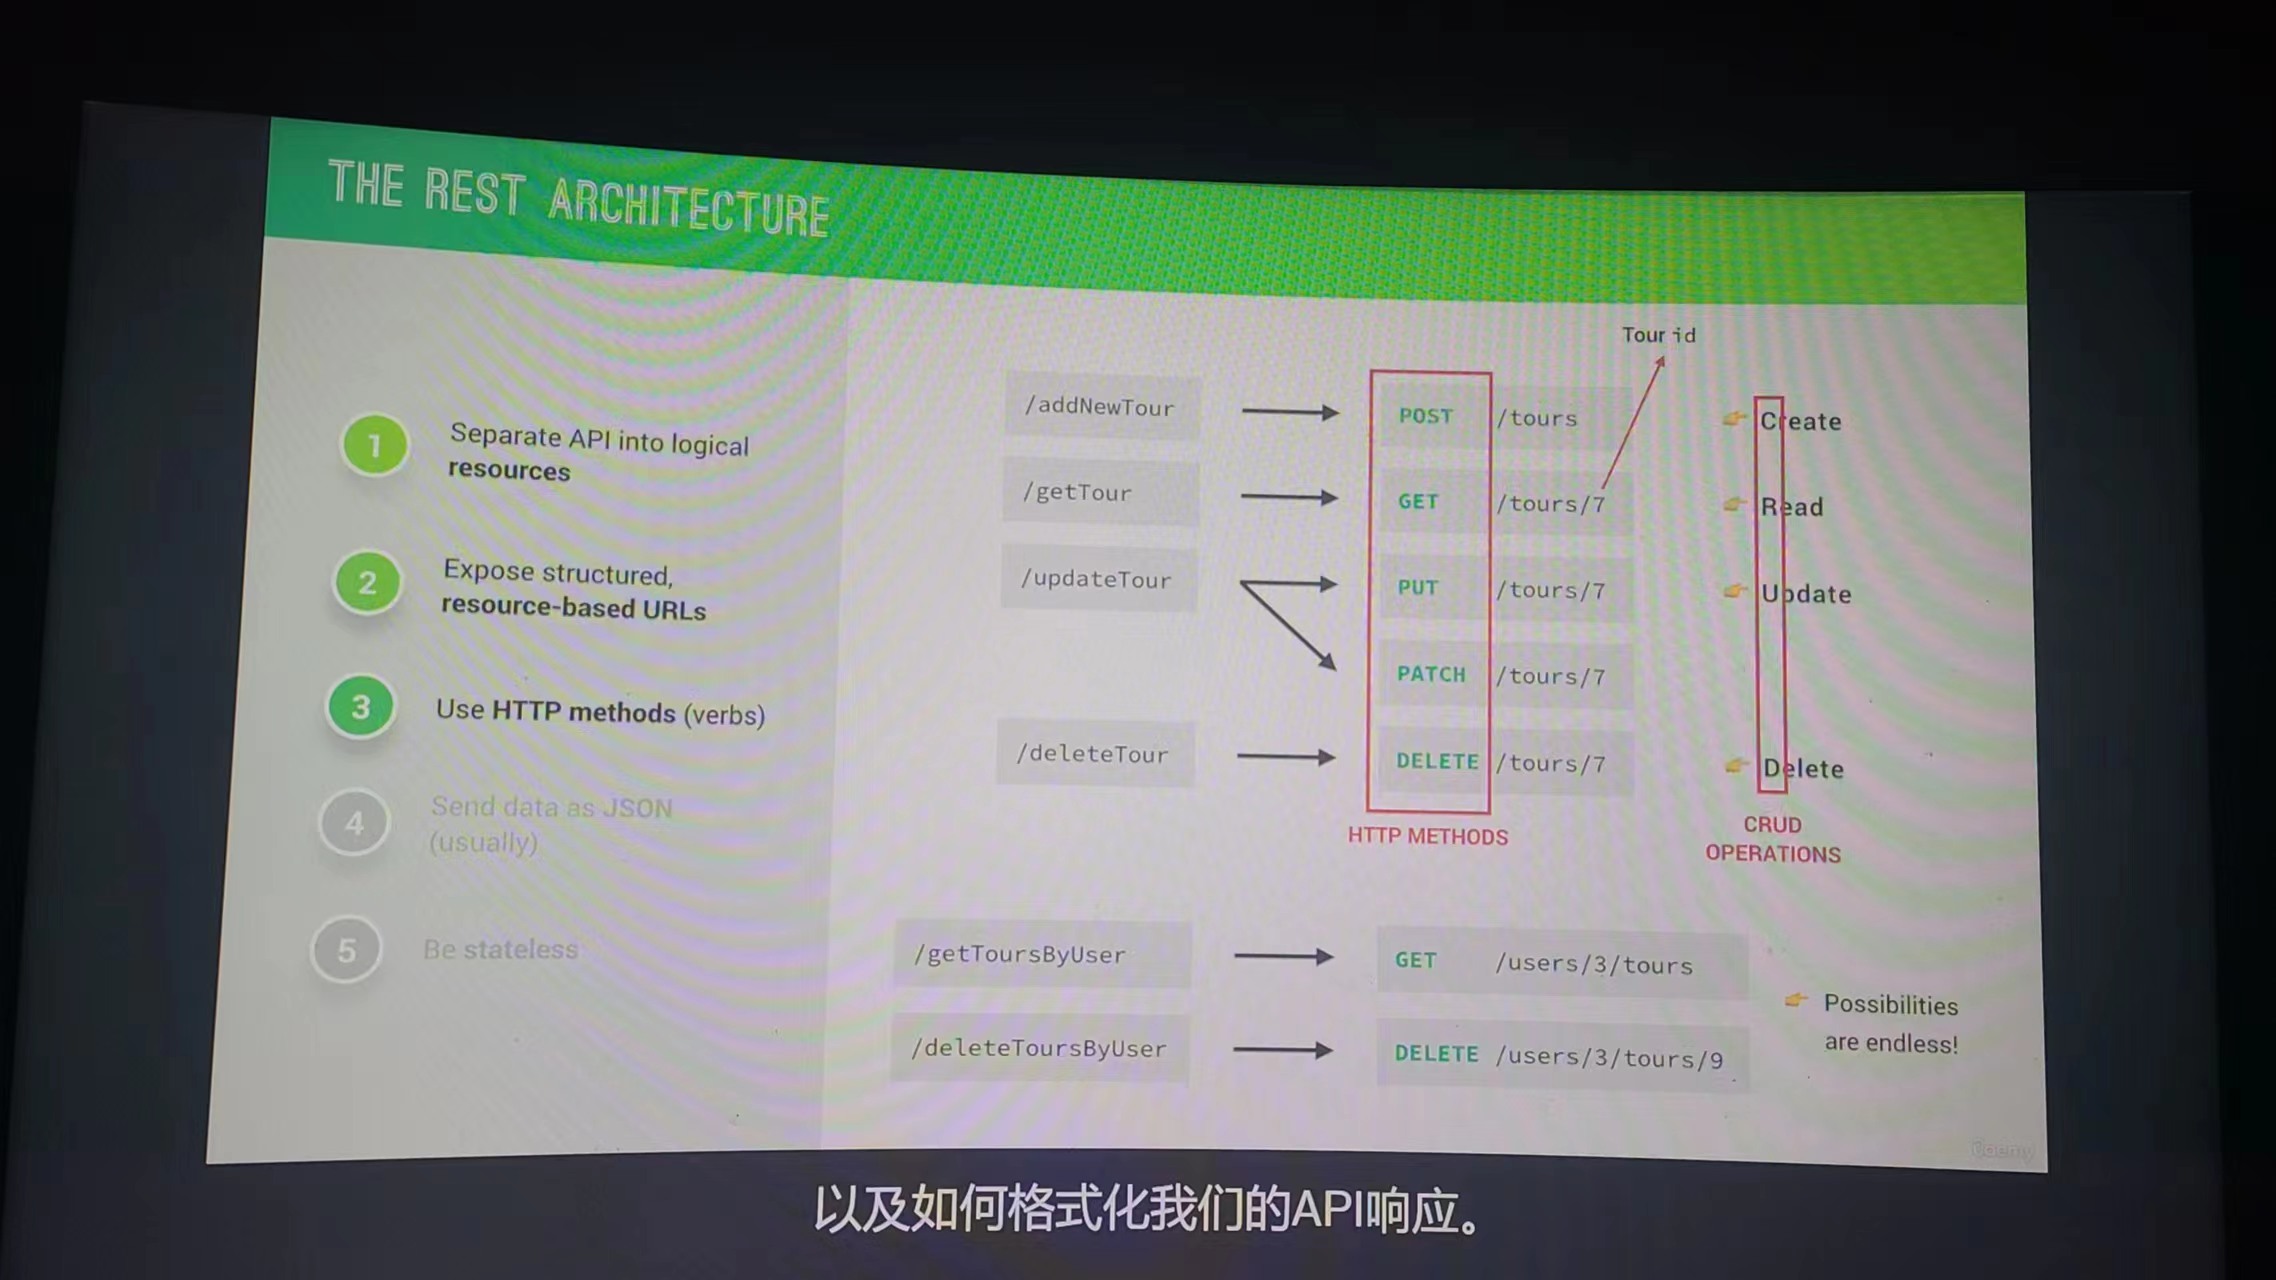 THE REST ARCHITECTURE
1
Separate API into logical
resources
2
Expose structured,
resource-based URLs
3
Use HTTP methods (verbs)
4
Send data as JSON
(usually)
5
Be stateless
Tour id
/addNewTour
POST /tours
Create
/getTour
GET /tours/7
Read
/updateTour
PUT /tours/7
Update
PATCH /tours/7
/deleteTour
DELETE /tours/7
Delete
HTTP METHODS
CRUD
OPERATIONS
/getToursByUser
GET /users/3/tours
/deleteToursByUser
DELETE /users/3/tours/9
Possibilities
are endless!
Udemy
以及如何格式化我们的API响应。